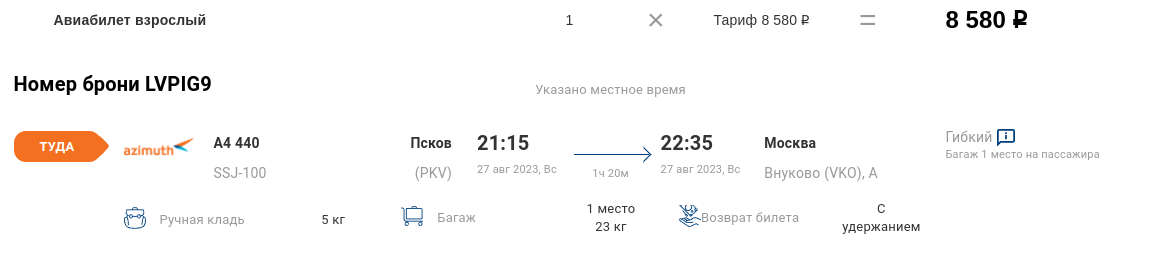 Авиабилет взрослый 1 × Тариф 8 580 ₽ = 8 580 ₽
Номер брони LVPIG9 Указано местное время
ТУДА azimuth A4 440 Псков 21:15 22:35 Москва Гибкий
Багаж 1 место на пассажира
SSJ-100 (PKV) 27 авг 2023, Вс 1ч 20м 27 авг 2023, Вс Внуково (VKO), A
Ручная кладь 5 кг Багаж 1 место Возврат билета С
23 кг удержанием